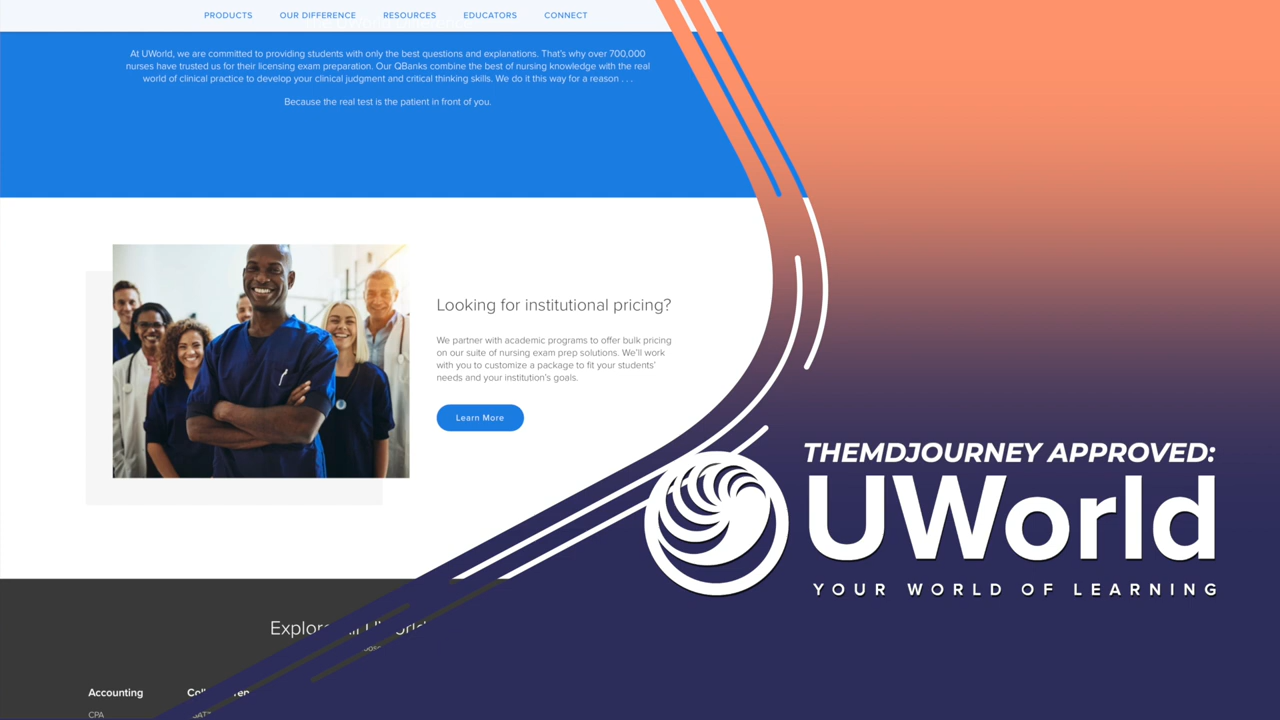 PRODUCTS OUR DIFFERENCE RESOURCES EDUCATORS CONNECT
At UWorld, we are committed to providing students with only the best questions and explanations. That's why over 700,000
nurses have trusted us for their licensing exam preparation. Our QBanks combine the best of nursing knowledge with the real
world of clinical practice to develop your clinical judgment and critical thinking skills. We do it this way for a reason . . .
Because the real test is the patient in front of you.
Looking for institutional pricing?
We partner with academic programs to offer bulk pricing
on our suite of nursing exam prep solutions. We'll work
with you to customize a package to fit your students'
needs and your institution's goals.
Learn More
THEMDJOURNEY APPROVED:
UWorld
YOUR WORLD OF LEARNING
Accounting
CPA